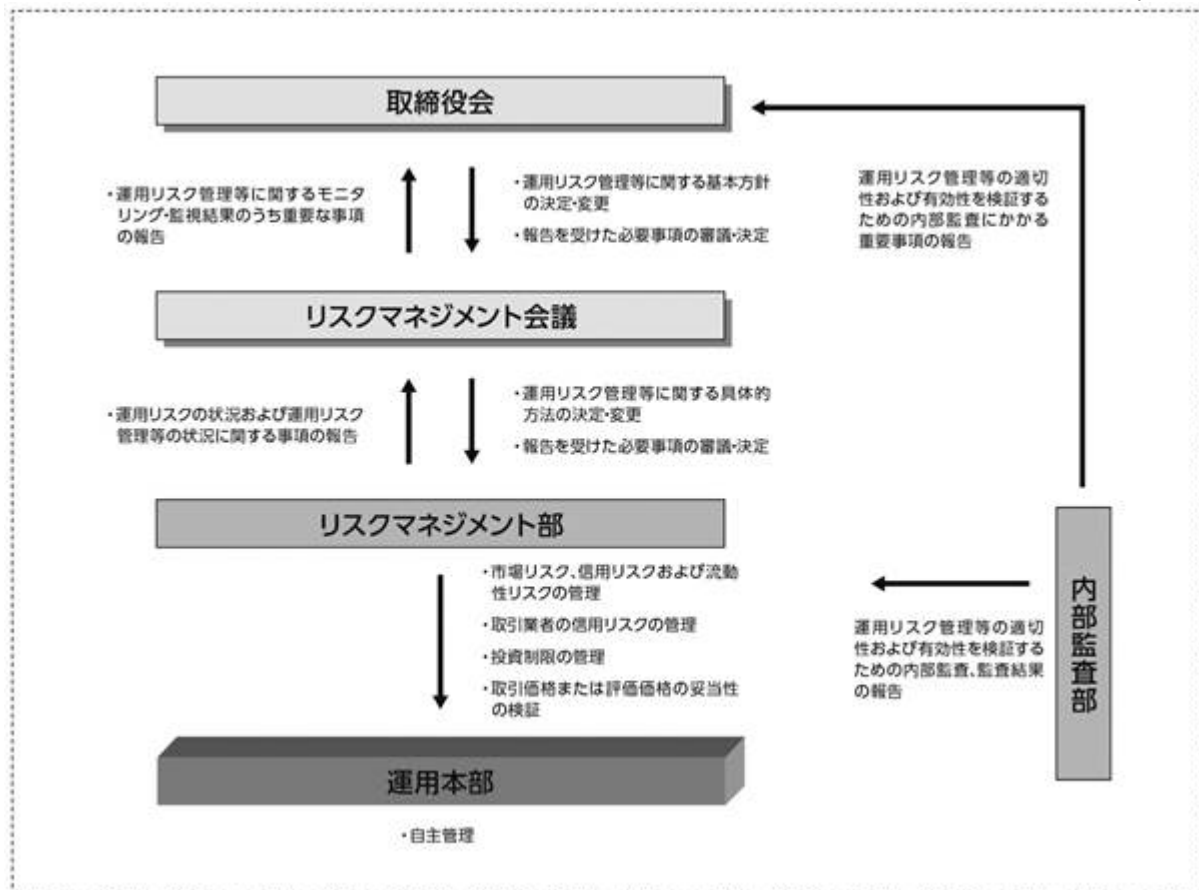 取締役会
・運用リスク管理等に関するモニタ
リング・監視結果のうち重要な事項
の報告
・運用リスク管理等に関する基本方針
の決定・変更
・報告を受けた必要事項の審議・決定
運用リスク管理等の適切
性および有効性を検証する
ための内部監査にかかる
重要事項の報告
リスクマネジメント会議
・運用リスクの状況および運用リスク
管理等の状況に関する事項の報告
・運用リスク管理等に関する具体的
方法の決定・変更
・報告を受けた必要事項の審議・決定
リスクマネジメント部
・市場リスク、信用リスクおよび流動
性リスクの管理
・取引業者の信用リスクの管理
・投資制限の管理
・取引価格または評価価格の妥当性
の検証
運用リスク管理等の適切
性および有効性を検証する
ための内部監査、監査結果
の報告
内部監査部
運用本部
・自主管理